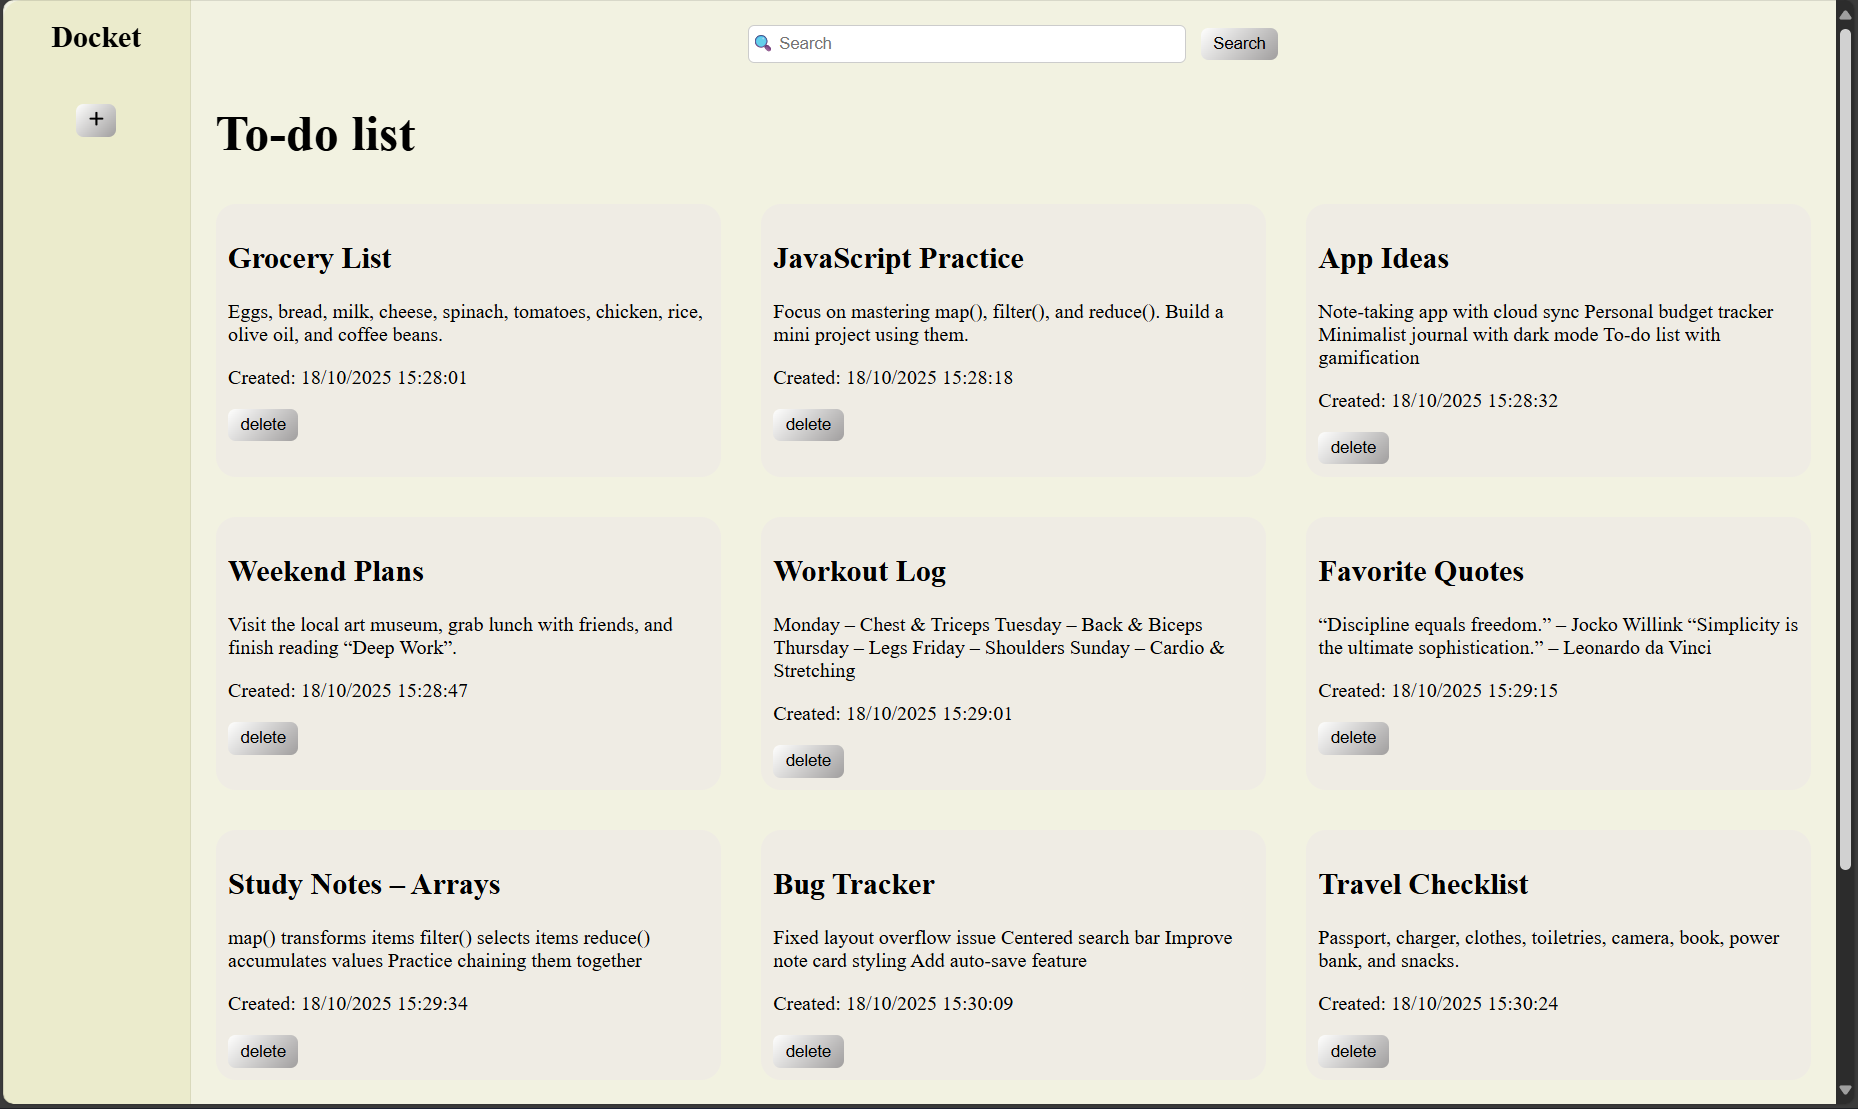 Docket
+
Search
Search
To-do list
Grocery List
Eggs, bread, milk, cheese, spinach, tomatoes, chicken, rice,
olive oil, and coffee beans.
Created: 18/10/2025 15:28:01
delete
JavaScript Practice
Focus on mastering map(), filter(), and reduce(). Build a
mini project using them.
Created: 18/10/2025 15:28:18
delete
App Ideas
Note-taking app with cloud sync Personal budget tracker
Minimalist journal with dark mode To-do list with
gamification
Created: 18/10/2025 15:28:32
delete
Weekend Plans
Visit the local art museum, grab lunch with friends, and
finish reading “Deep Work”.
Created: 18/10/2025 15:28:47
delete
Workout Log
Monday – Chest & Triceps Tuesday – Back & Biceps
Thursday – Legs Friday – Shoulders Sunday – Cardio &
Stretching
Created: 18/10/2025 15:29:01
delete
Favorite Quotes
“Discipline equals freedom.” – Jocko Willink “Simplicity is
the ultimate sophistication.” – Leonardo da Vinci
Created: 18/10/2025 15:29:15
delete
Study Notes – Arrays
map() transforms items filter() selects items reduce()
accumulates values Practice chaining them together
Created: 18/10/2025 15:29:34
delete
Bug Tracker
Fixed layout overflow issue Centered search bar Improve
note card styling Add auto-save feature
Created: 18/10/2025 15:30:09
delete
Travel Checklist
Passport, charger, clothes, toiletries, camera, book, power
bank, and snacks.
Created: 18/10/2025 15:30:24
delete